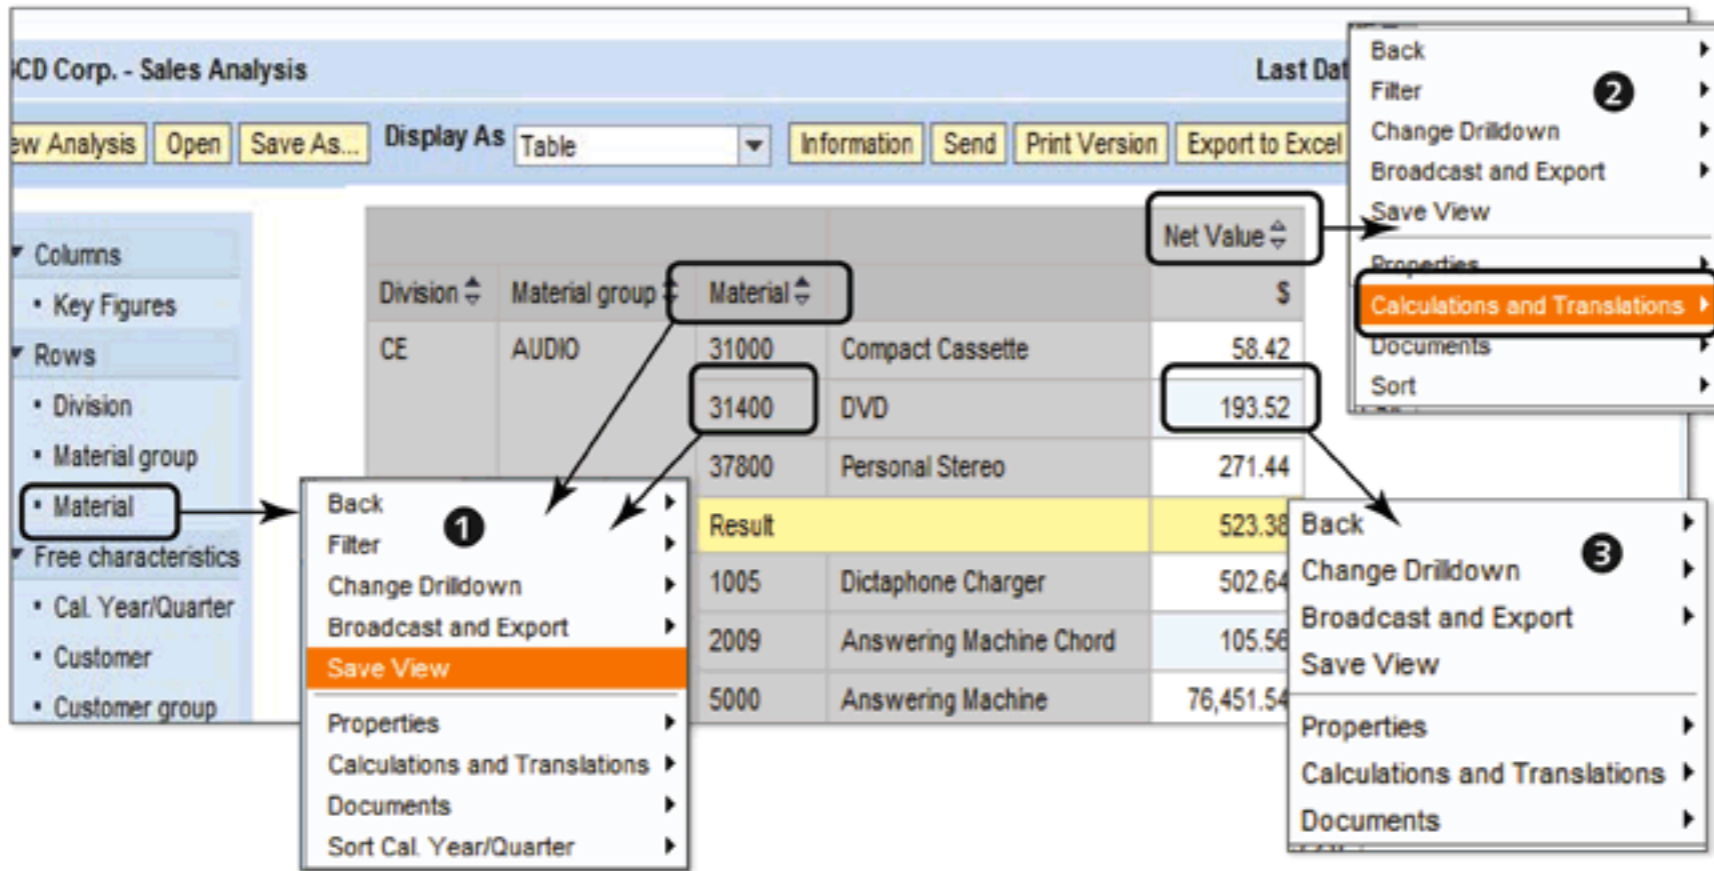 CD Corp. - Sales Analysis
Last Dat
ew Analysis Open Save As... Display As Table Information Send Print Version Export to Excel
Columns
Key Figures
Rows
Division
Material group
Material
Free characteristics
Cal. Year/Quarter
Customer
Customer group
Net Value
Division Material group Material $
CE AUDIO 31000 Compact Cassette 58.42
31400 DVD 193.52
37800 Personal Stereo 271.44
Result 523.38
1005 Dictaphone Charger 502.64
2009 Answering Machine Chord 105.56
5000 Answering Machine 76,451.54
1
Back
Filter
Change Drilldown
Broadcast and Export
Save View
Properties
Calculations and Translations
Documents
Sort Cal. Year/Quarter
2
Back
Filter
Change Drilldown
Broadcast and Export
Save View
Properties
Calculations and Translations
Documents
Sort
3
Back
Change Drilldown
Broadcast and Export
Save View
Properties
Calculations and Translations
Documents